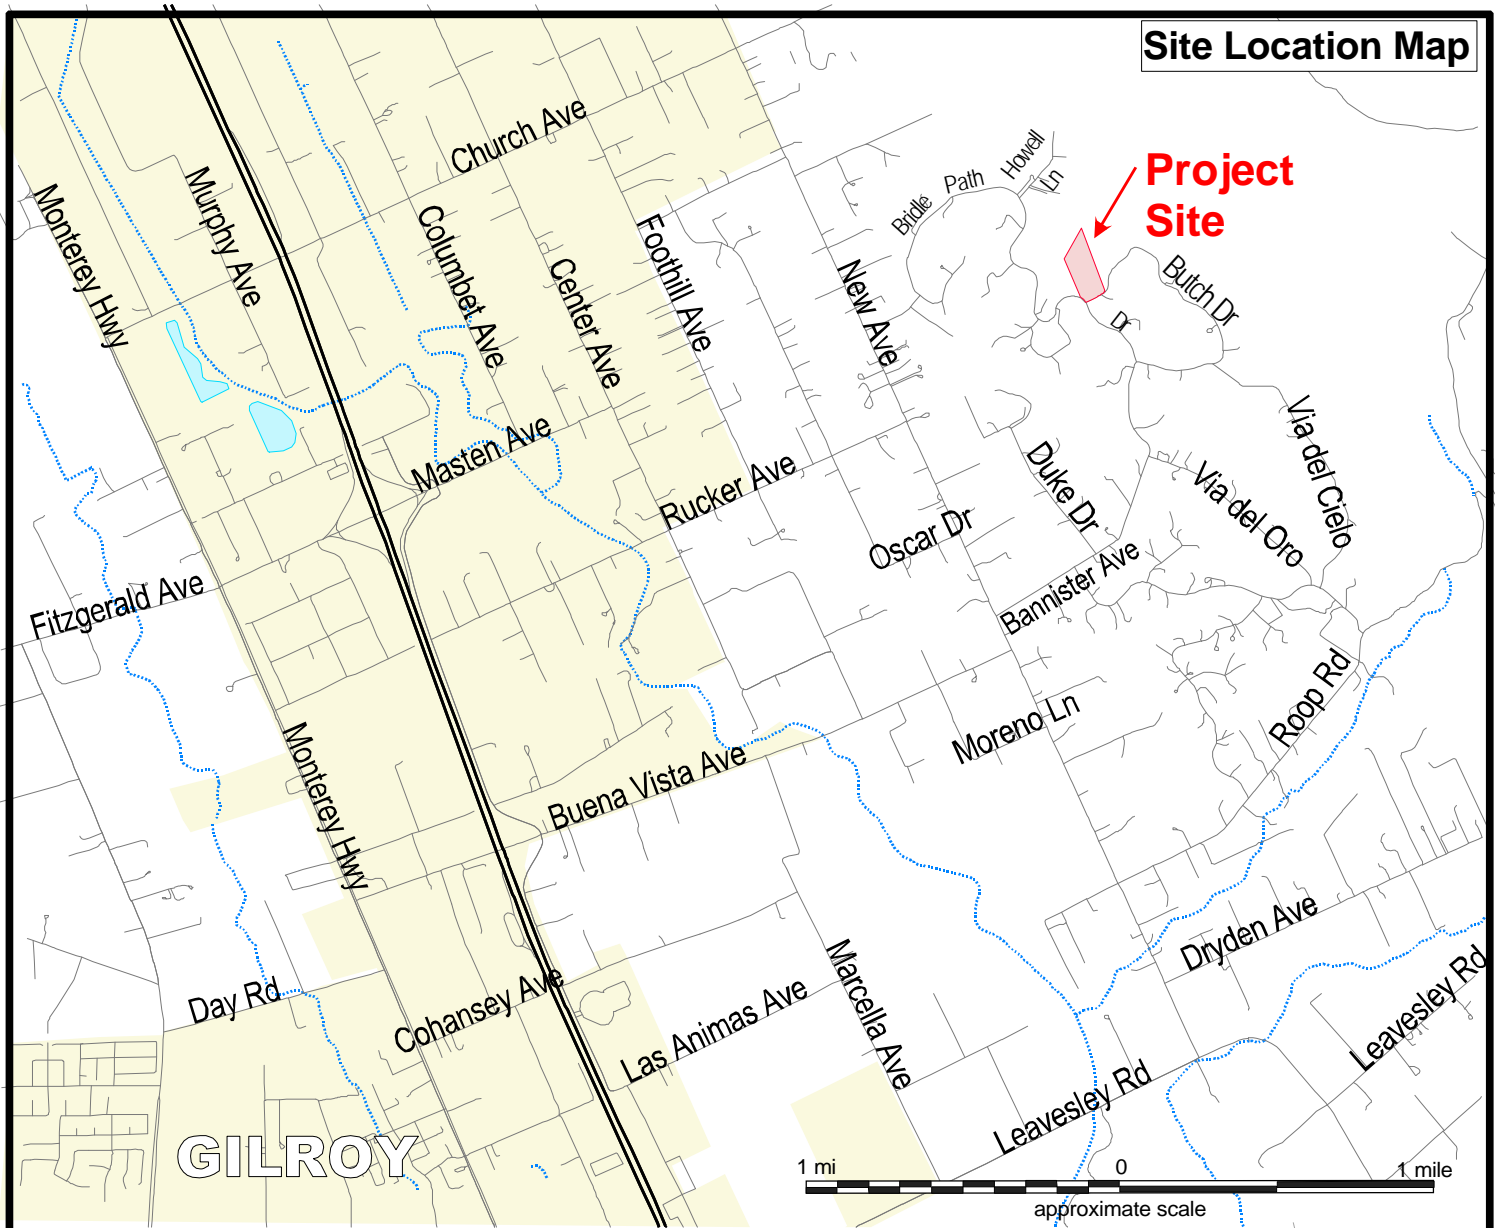 Site Location Map
Project
Site
Church Ave
Howell
Ln
Path
Bridle
Murphy Ave
Monterey Hwy
Columbet Ave
Center Ave
Foothill Ave
New Ave
Butch Dr
Dr
Masten Ave
Rucker Ave
Oscar Dr
Duke Dr
Via del Oro
Via del Cielo
Bannister Ave
Fitzgerald Ave
Roop Rd
Moreno Ln
Monterey Hwy
Buena Vista Ave
Dryden Ave
Day Rd
Cohansey Ave
Las Animas Ave
Marcella Ave
Leavesley Rd
Leavesley Rd
GILROY
1 mi 0 1 mile
approximate scale